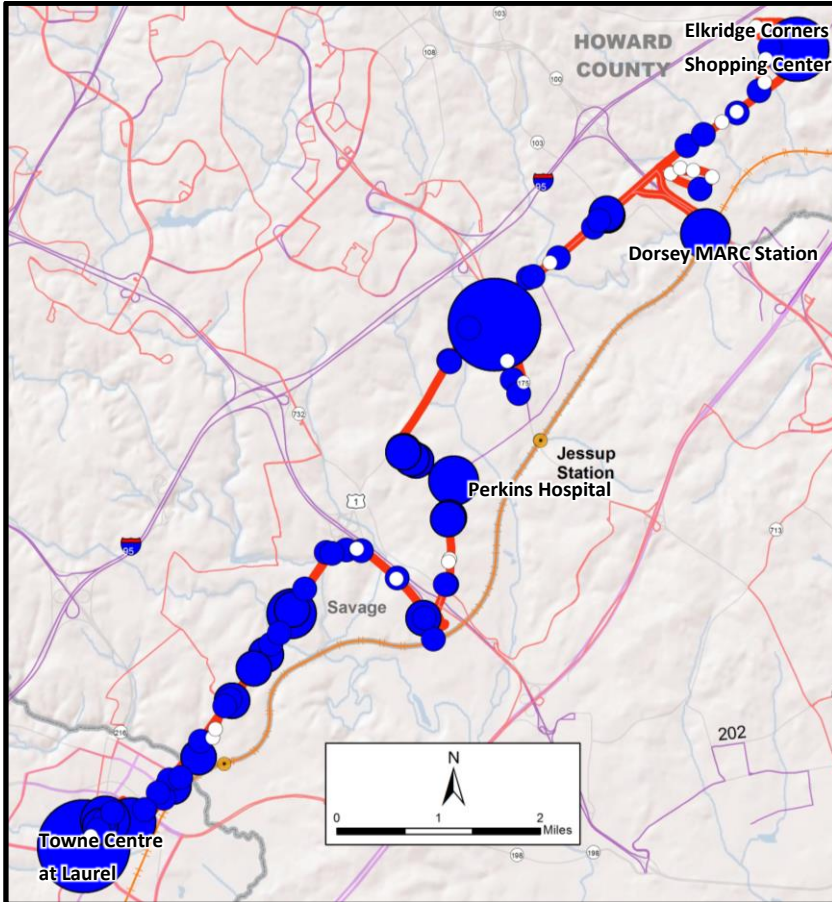 103
Elkridge Corners
HOWARD
108
COUNTY
Shopping Center
100
103
95
Dorsey MARC Station
175
732
Jessup
Station
Perkins Hospital
1
713
95
Savage
202
216
N
0
1
2
Miles
Towne Centre
at Laurel
198
198